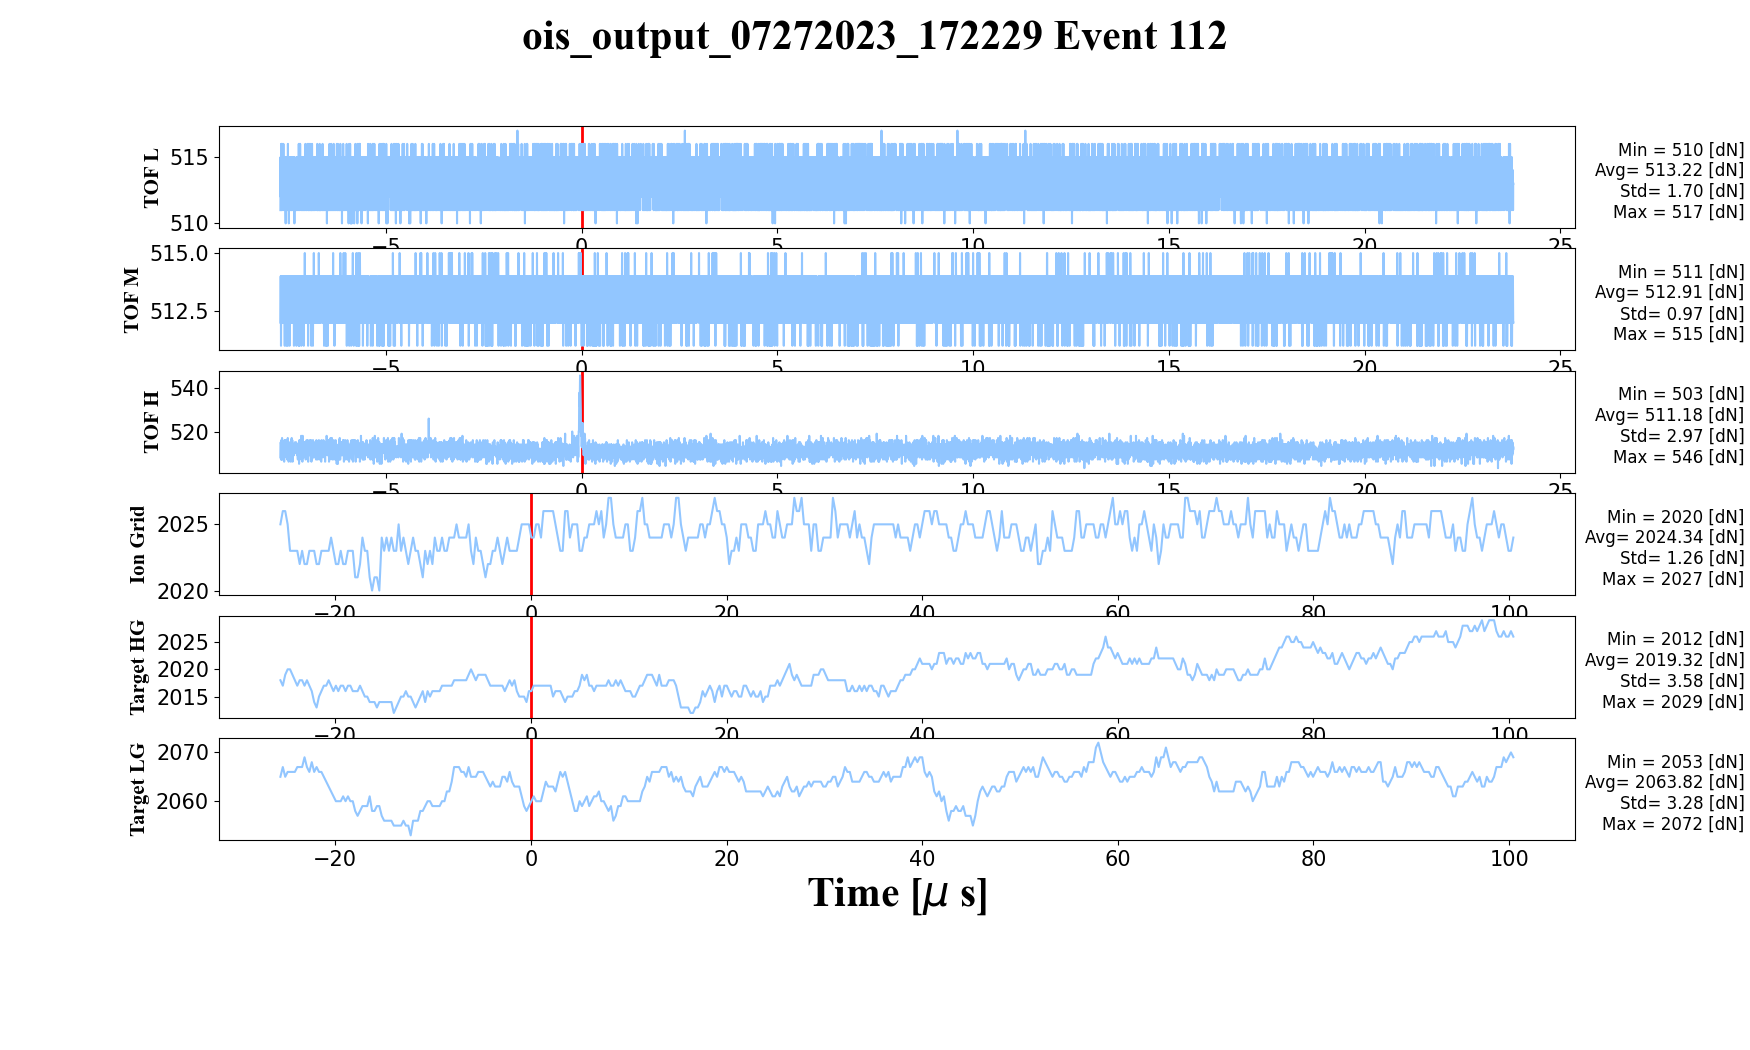 ois_output_07272023_172229 Event 112
TOF L
515
510
Min = 510 [dN]
Avg= 513.22 [dN]
Std= 1.70 [dN]
Max = 517 [dN]
−5 0 5 10 15 20 25
TOF M
515.0
512.5
Min = 511 [dN]
Avg= 512.91 [dN]
Std= 0.97 [dN]
Max = 515 [dN]
−5 0 5 10 15 20 25
TOF H
540
520
Min = 503 [dN]
Avg= 511.18 [dN]
Std= 2.97 [dN]
Max = 546 [dN]
−5 0 5 10 15 20 25
Ion Grid
2025
2020
Min = 2020 [dN]
Avg= 2024.34 [dN]
Std= 1.26 [dN]
Max = 2027 [dN]
−20 0 20 40 60 80 100
Target HG
2025
2020
2015
Min = 2012 [dN]
Avg= 2019.32 [dN]
Std= 3.58 [dN]
Max = 2029 [dN]
−20 0 20 40 60 80 100
Target LG
2070
2060
Min = 2053 [dN]
Avg= 2063.82 [dN]
Std= 3.28 [dN]
Max = 2072 [dN]
−20 0 20 40 60 80 100
Time [μ s]